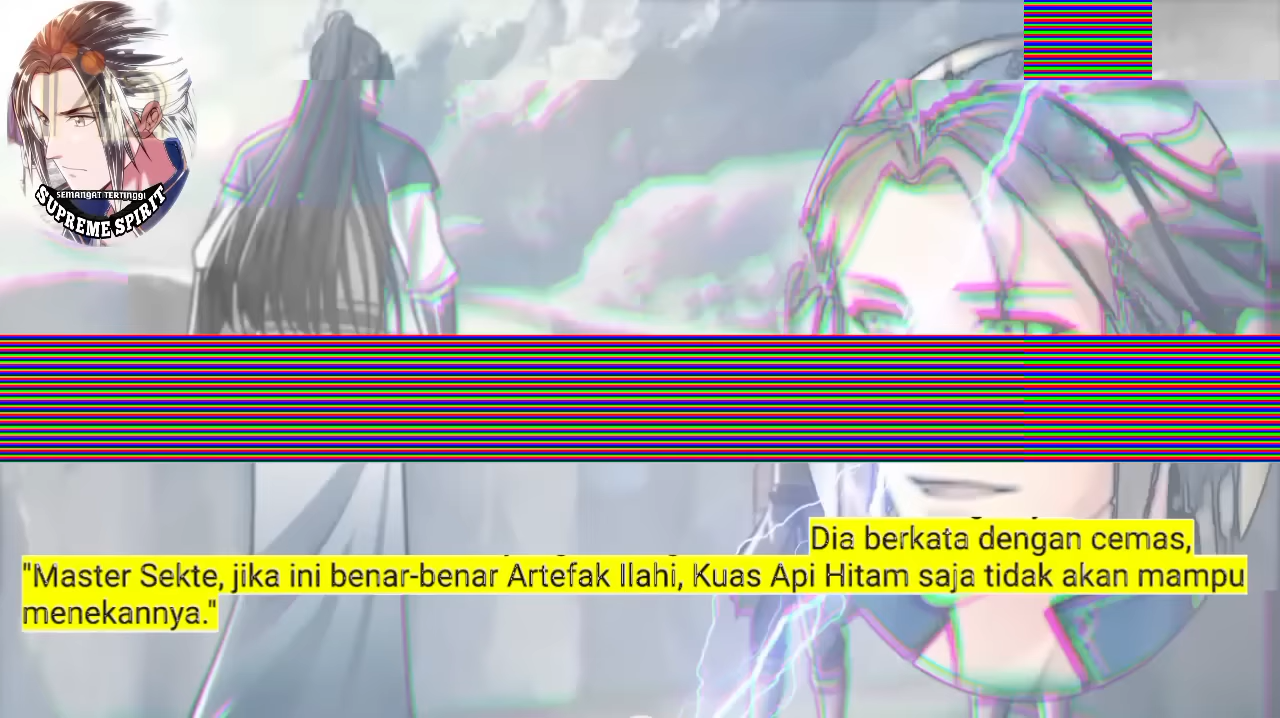 SEMANGAT TERTINGGI
SUPREME SPIRIT
Dia berkata dengan cemas,
"Master Sekte, jika ini benar-benar Artefak Ilahi, Kuas Api Hitam saja tidak akan mampu
menekannya."